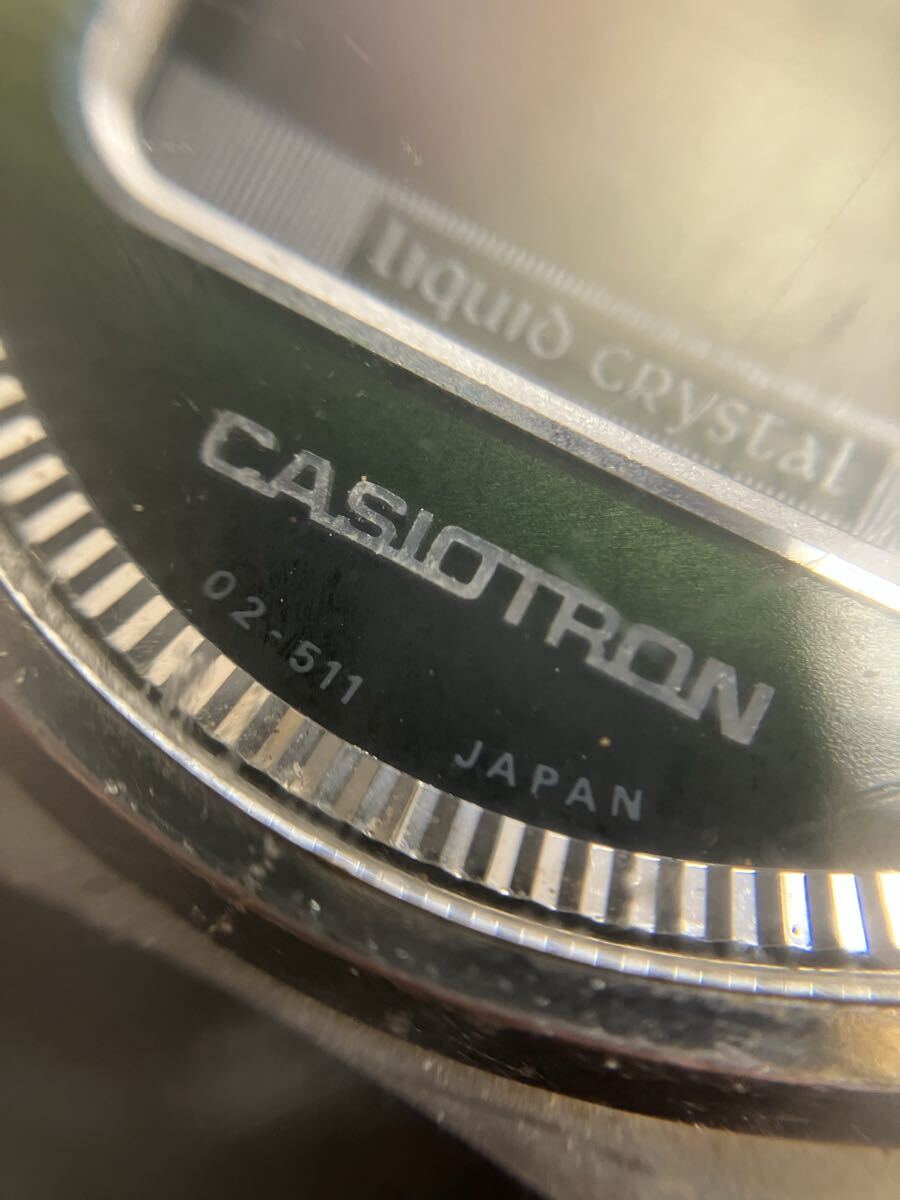 Liquid Crystal
CASIOTRON
02-511
JAPAN